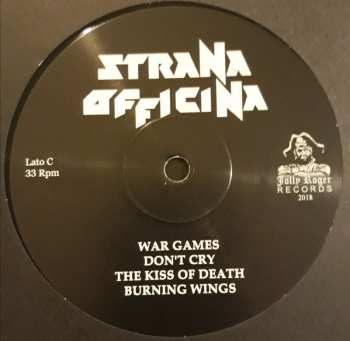 STRANA
OFFICINA
Lato C
33 Rpm
Jolly Roger
RECORDS
2018
WAR GAMES
DON'T CRY
THE KISS OF DEATH
BURNING WINGS